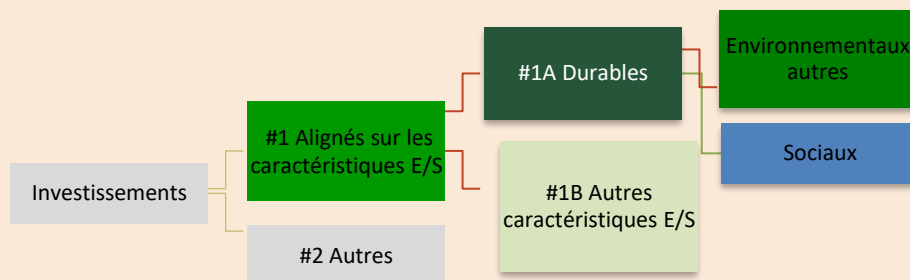 Investissements
#1 Alignés sur les
caractéristiques E/S
#2 Autres
#1A Durables
#1B Autres
caractéristiques E/S
Environnementaux
autres
Sociaux